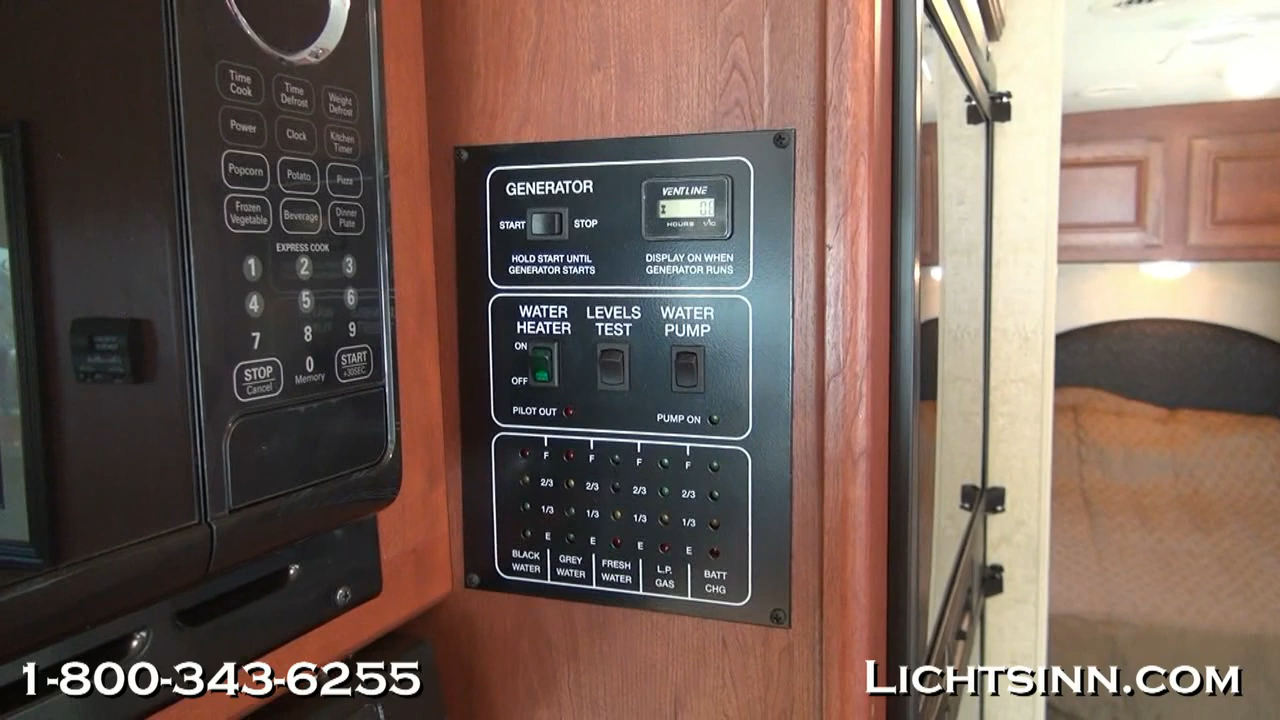 Time Cook
Time Defrost
Weight Defrost
Power
Clock
Kitchen Timer
Popcorn
Potato
Pizza
Frozen Vegetable
Beverage
Dinner Plate
EXPRESS COOK
1 2 3
4 5 6
7 8 9
0
Memory
STOP
Cancel
START
+30SEC
GENERATOR
START STOP
HOLD START UNTIL
GENERATOR STARTS
VENTLINE
HOURS
DISPLAY ON WHEN
GENERATOR RUNS
WATER HEATER
LEVELS TEST
WATER PUMP
ON
OFF
PILOT OUT
PUMP ON
F F F F
2/3 2/3 2/3 2/3
1/3 1/3 1/3 1/3
E E E E
BLACK WATER
GREY WATER
FRESH WATER
L.P. GAS
BATT CHG
1-800-343-6255
LICHTSINN.COM